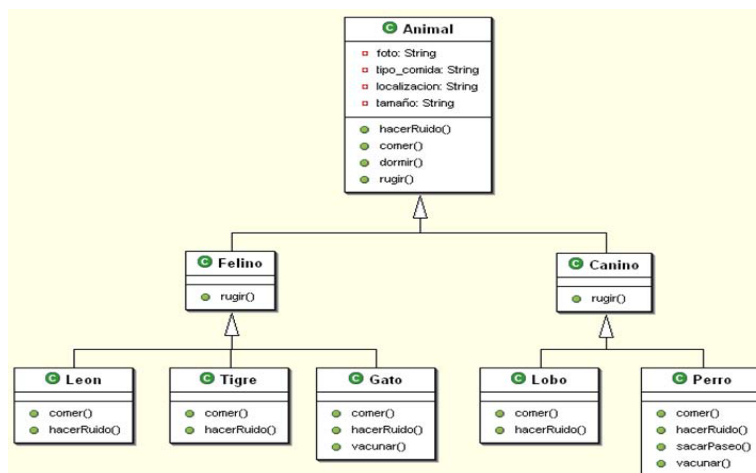 C Animal
foto: String
tipo_comida: String
localizacion: String
tamaño: String
hacerRuido()
comer()
dormir()
rugir()
C Felino
rugir()
C Canino
rugir()
C Leon
comer()
hacerRuido()
C Tigre
comer()
hacerRuido()
C Gato
comer()
hacerRuido()
vacunar()
C Lobo
comer()
hacerRuido()
C Perro
comer()
hacerRuido()
sacarPaseo()
vacunar()